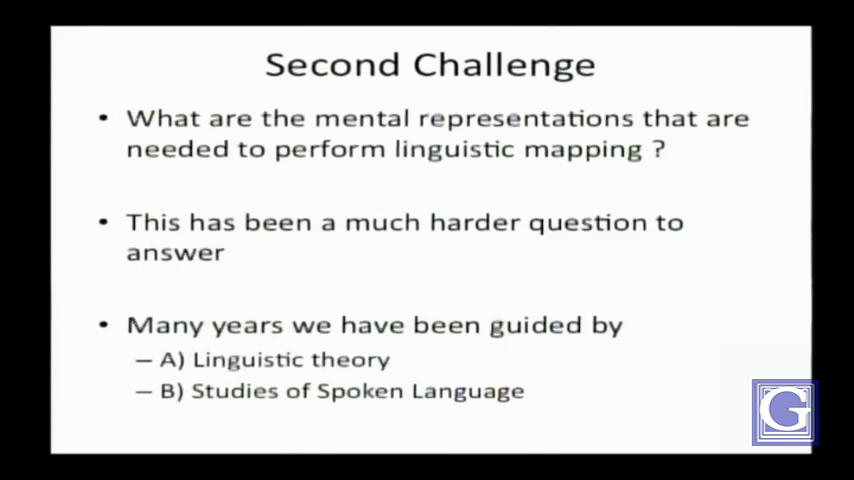 Second Challenge
• What are the mental representations that are
needed to perform linguistic mapping ?
• This has been a much harder question to
answer
• Many years we have been guided by
– A) Linguistic theory
– B) Studies of Spoken Language
G